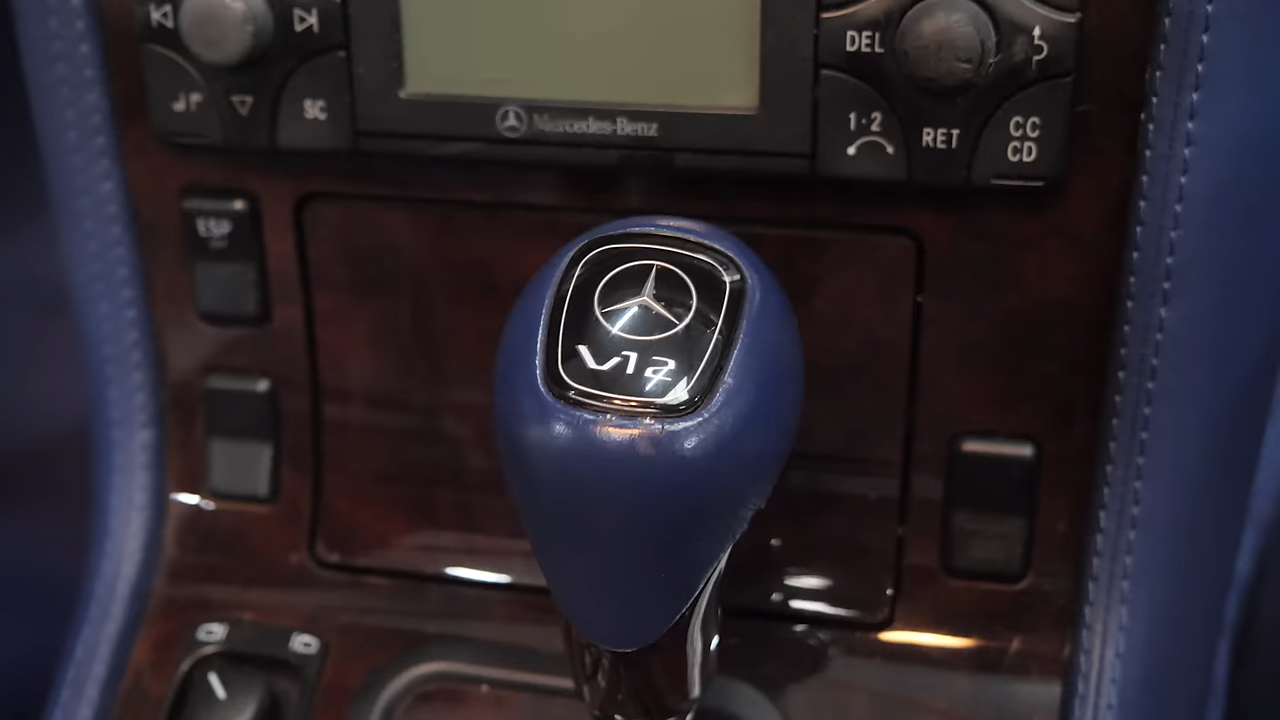 DEL
SC
Mercedes-Benz
1·2
RET
CC
CD
ESP
V12